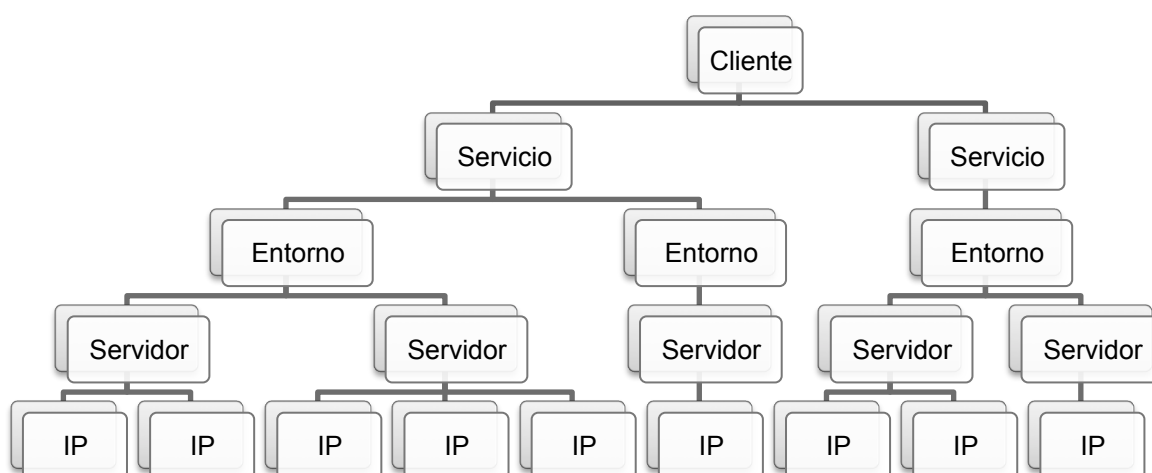 Cliente
Servicio Servicio
Entorno Entorno Entorno
Servidor Servidor Servidor Servidor Servidor
IP IP IP IP IP IP IP IP IP